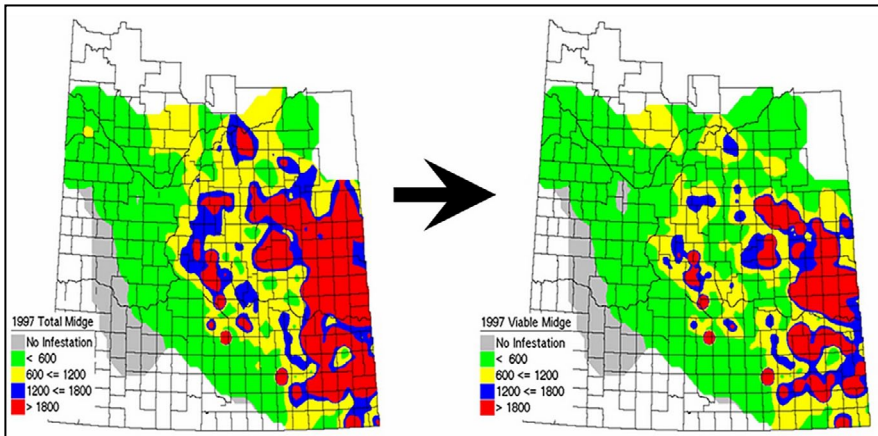 1997 Total Midge
No Infestation
< 600
600 <= 1200
1200 <= 1800
> 1800
1997 Viable Midge
No Infestation
< 600
600 <= 1200
1200 <= 1800
> 1800